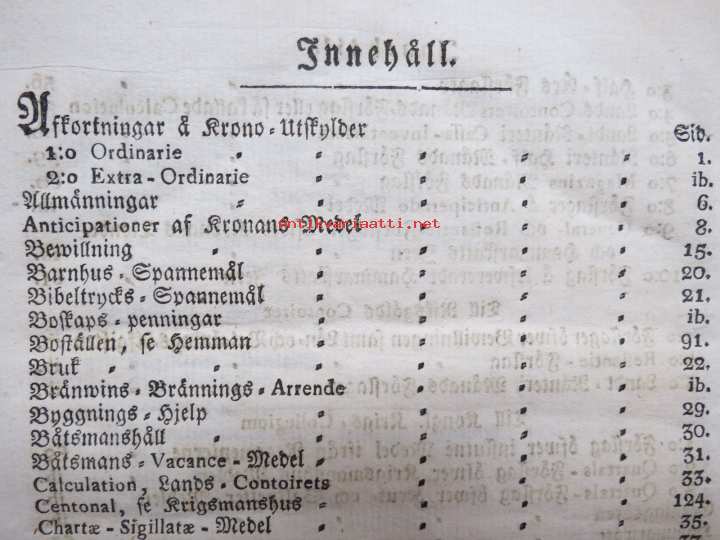 Innehåll.
Afkortningar å Krono-Utskylder Sid.
1:o Ordinarie 1.
2:o Extra-Ordinarie ib.
Allmänningar 6.
Anticipationer af Kronans Medel 8.
antikvariaatti.net
Bewillning 15.
Barnhus-Spannemål 20.
Bibeltrycks-Spannemål 21.
Boskaps-penningar ib.
Boställen, se Hemman 91.
Bruk 22.
Bränwins-Brännings-Arrende ib.
Byggnings-Hjelp 29.
Båtsmanshåll 30.
Båtsmans-Vacance-Medel 31.
Calculation, Lands-Contoirets 33.
Centonal, se Krigsmanshus 124.
Chartæ-Sigillatæ-Medel 35.